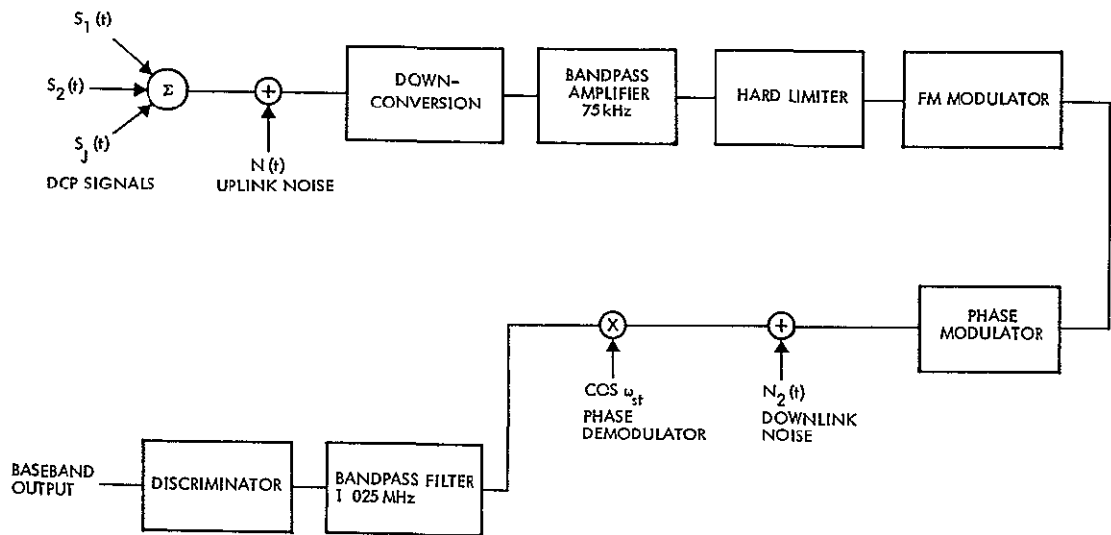 S1(t)
S2(t)
SJ(t)
DCP SIGNALS
Σ
+
N(t)
UPLINK NOISE
DOWN-
CONVERSION
BANDPASS
AMPLIFIER
75 kHz
HARD LIMITER
FM MODULATOR
PHASE
MODULATOR
+
N2(t)
DOWNLINK
NOISE
X
COS ωst
PHASE
DEMODULATOR
BANDPASS FILTER
I 025 MHz
DISCRIMINATOR
BASEBAND
OUTPUT